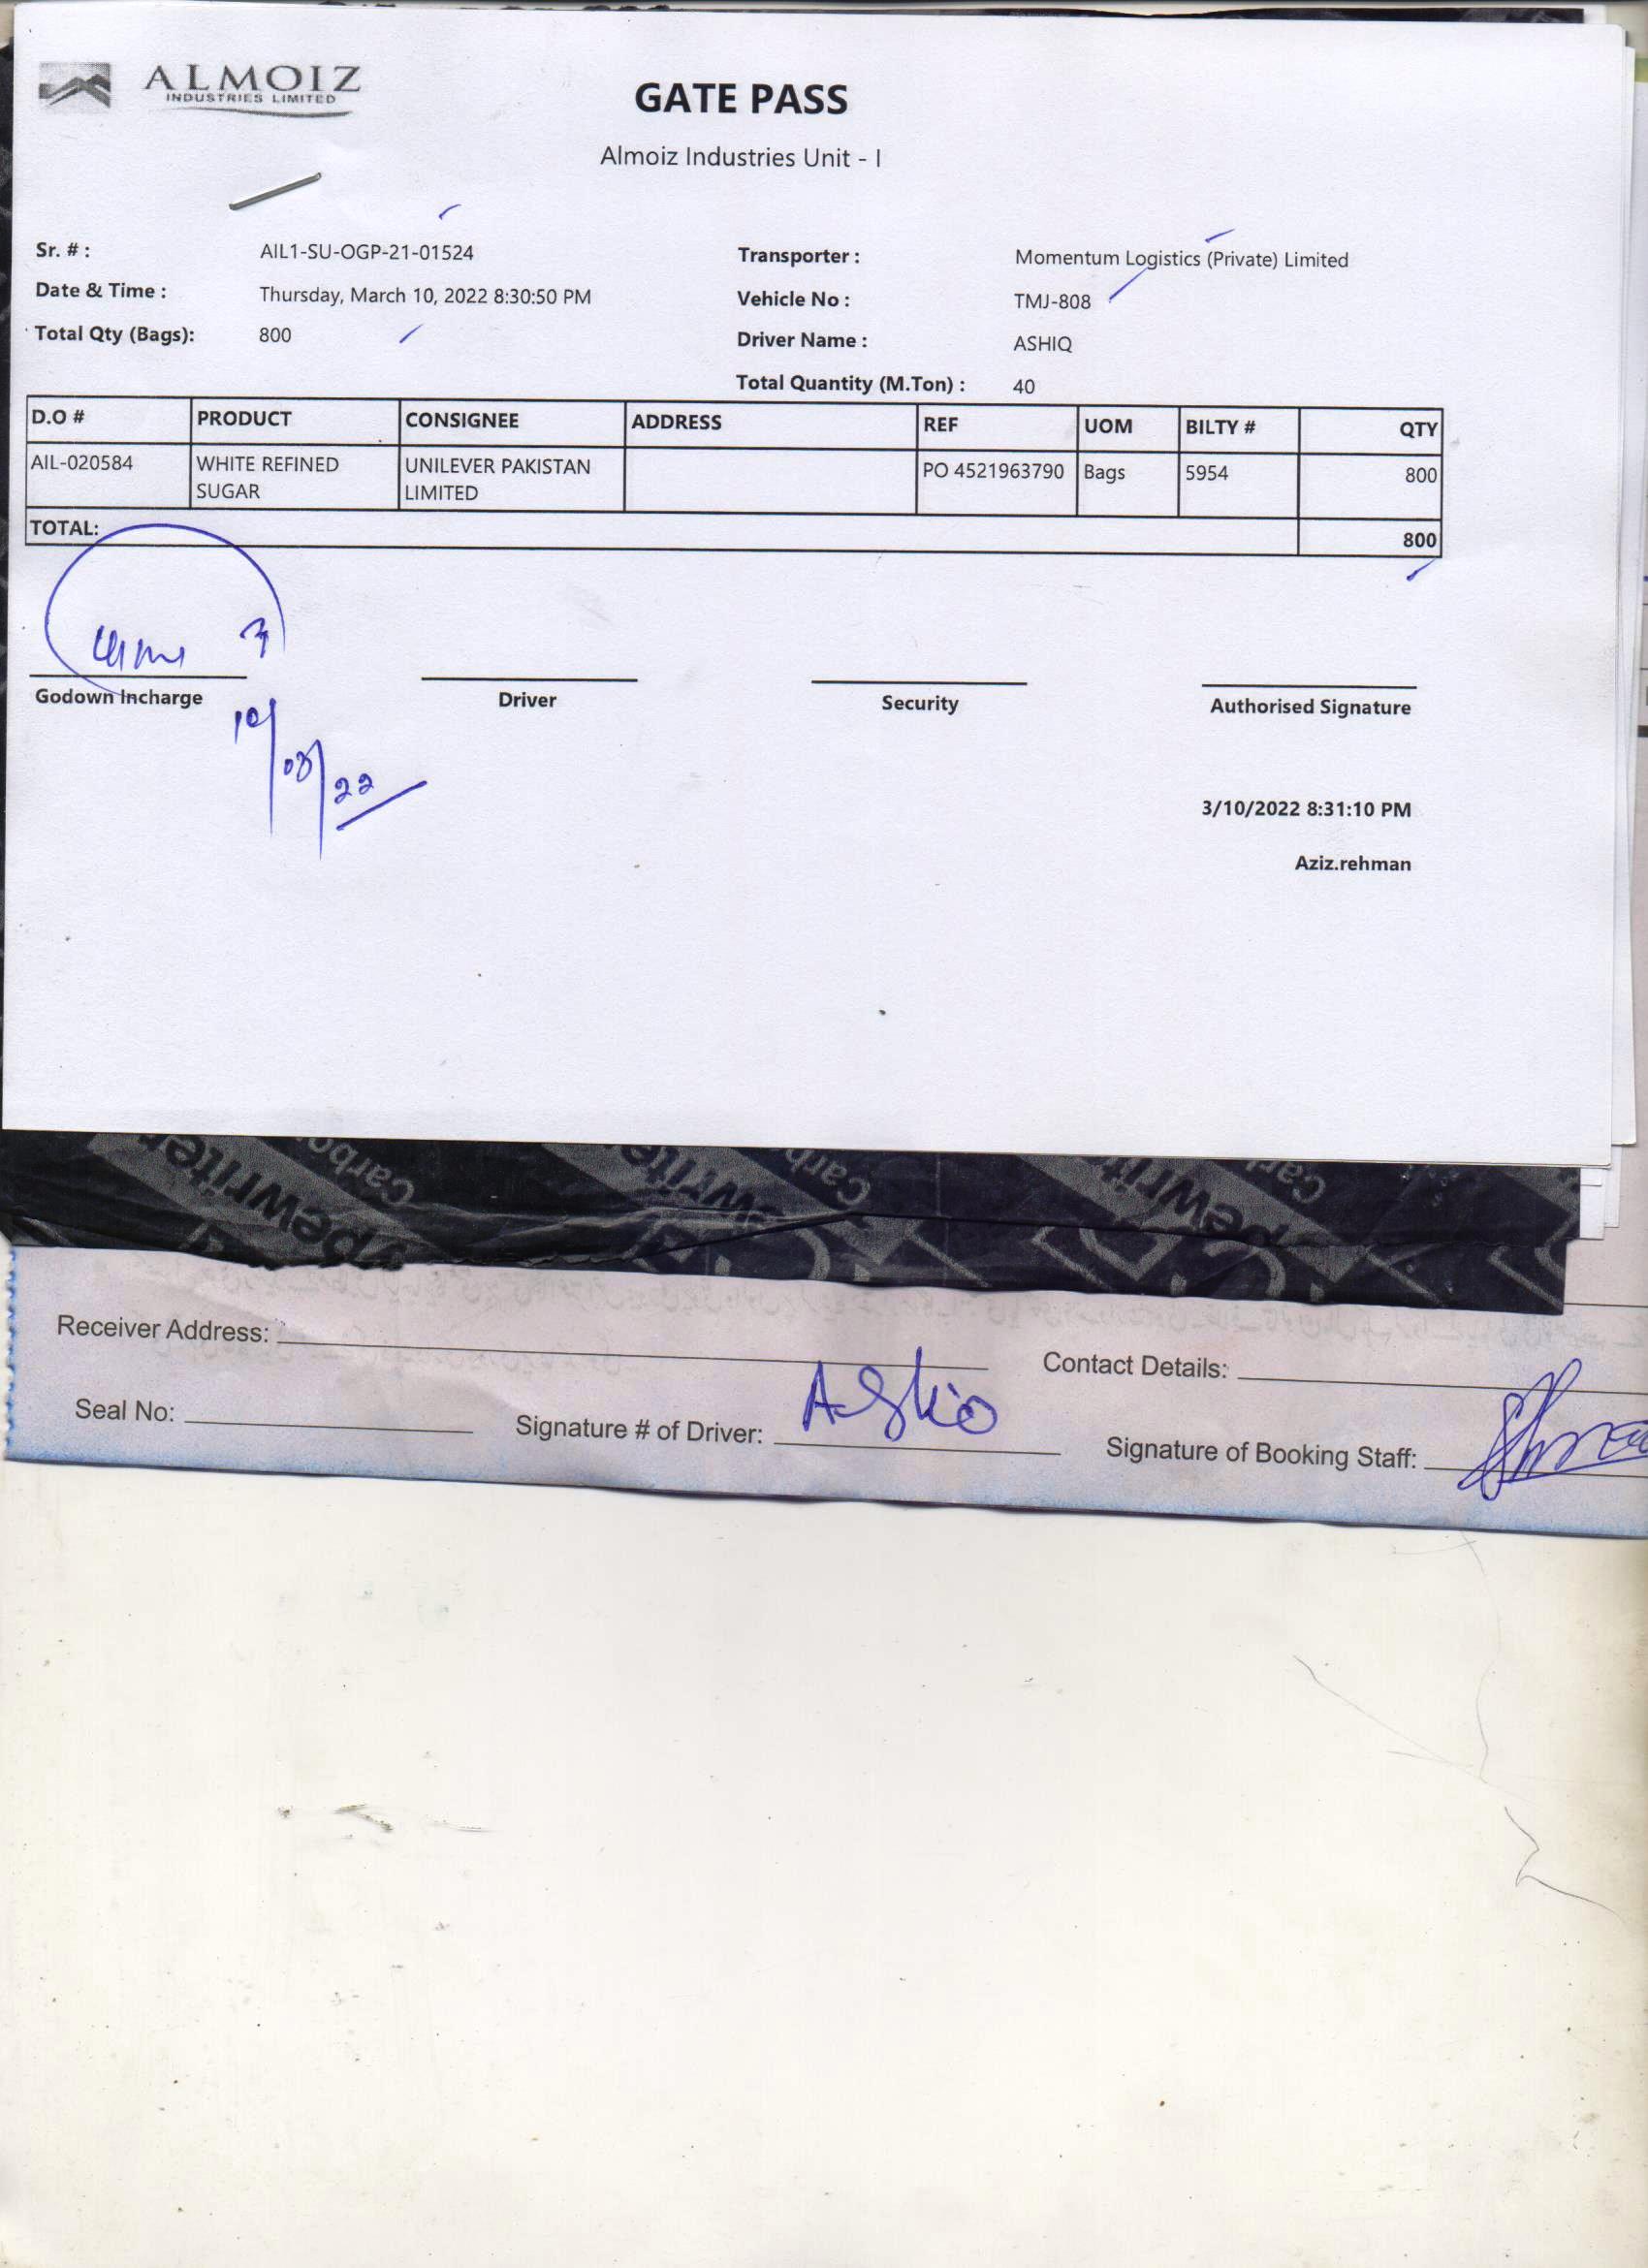 ALMOIZ
INDUSTRIES LIMITED
GATE PASS
Almoiz Industries Unit - I
Sr. # : AIL1-SU-OGP-21-01524
Transporter : Momentum Logistics (Private) Limited
Date & Time : Thursday, March 10, 2022 8:30:50 PM
Vehicle No : TMJ-808
Total Qty (Bags): 800
Driver Name : ASHIQ
Total Quantity (M.Ton) : 40
D.O # PRODUCT CONSIGNEE ADDRESS REF UOM BILTY # QTY
AIL-020584 WHITE REFINED UNILEVER PAKISTAN PO 4521963790 Bags 5954 800
SUGAR LIMITED
TOTAL: 800
Godown Incharge Driver Security Authorised Signature
10/03/22
3/10/2022 8:31:10 PM
Aziz.rehman
Receiver Address:
Contact Details:
Seal No: Signature # of Driver:
Signature of Booking Staff: